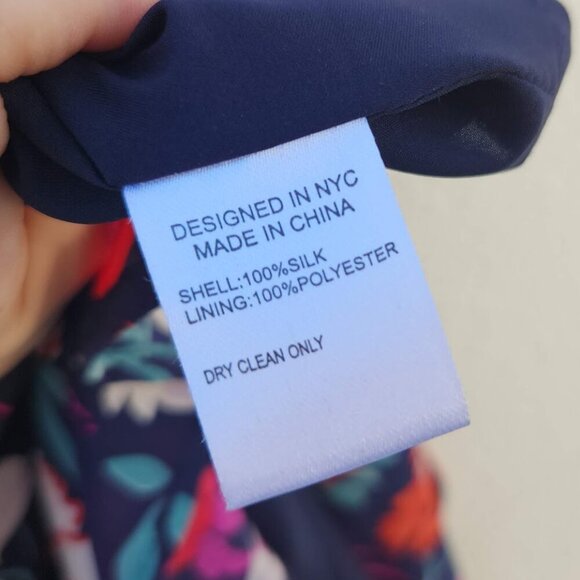 DESIGNED IN NYC
MADE IN CHINA
SHELL:100%SILK
LINING:100%POLYESTER
DRY CLEAN ONLY